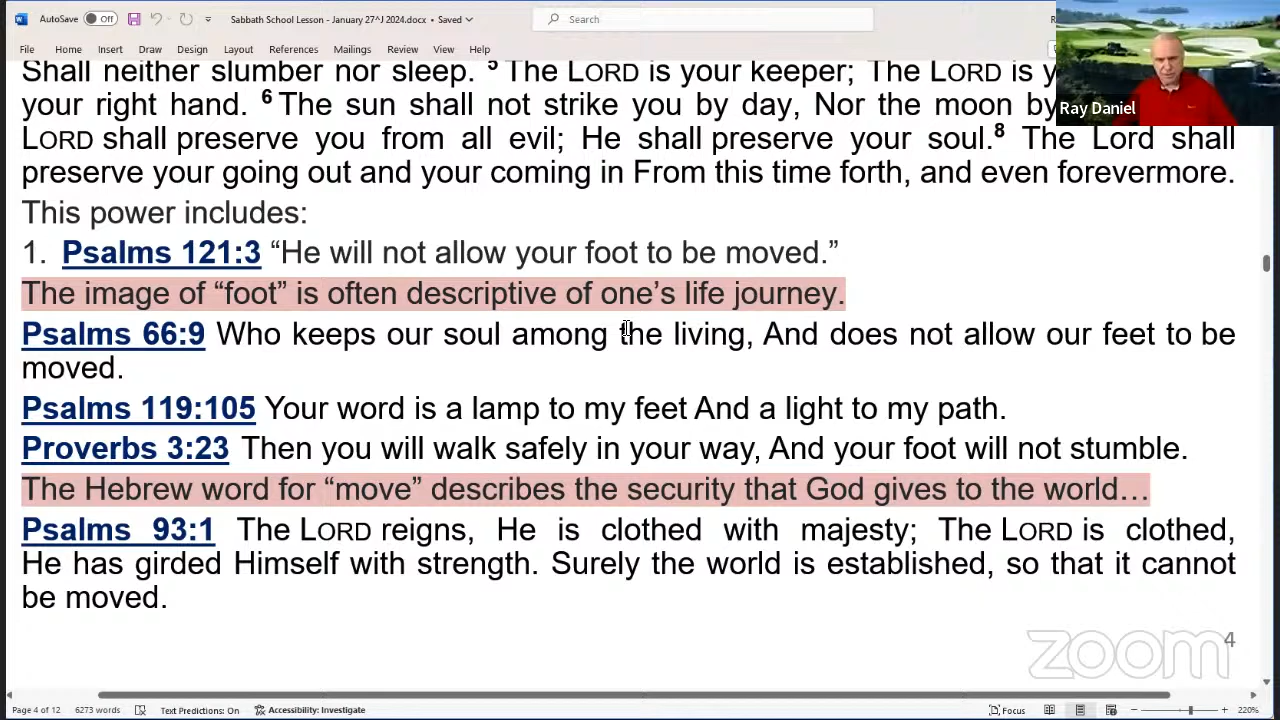 AutoSave Off Sabbath School Lesson - January 27^J 2024.docx • Saved Search
File Home Insert Draw Design Layout References Mailings Review View Help
Shall neither slumber nor sleep. 5 The LORD is your keeper; The LORD is y
your right hand. 6 The sun shall not strike you by day, Nor the moon by
Ray Daniel
LORD shall preserve you from all evil; He shall preserve your soul.8 The Lord shall
preserve your going out and your coming in From this time forth, and even forevermore.
This power includes:
1. Psalms 121:3 “He will not allow your foot to be moved.”
The image of “foot” is often descriptive of one’s life journey.
Psalms 66:9 Who keeps our soul among the living, And does not allow our feet to be
moved.
Psalms 119:105 Your word is a lamp to my feet And a light to my path.
Proverbs 3:23 Then you will walk safely in your way, And your foot will not stumble.
The Hebrew word for “move” describes the security that God gives to the world…
Psalms 93:1 The LORD reigns, He is clothed with majesty; The LORD is clothed,
He has girded Himself with strength. Surely the world is established, so that it cannot
be moved.
4
zoom
Page 4 of 12 6273 words Text Predictions: On Accessibility: Investigate Focus 220%